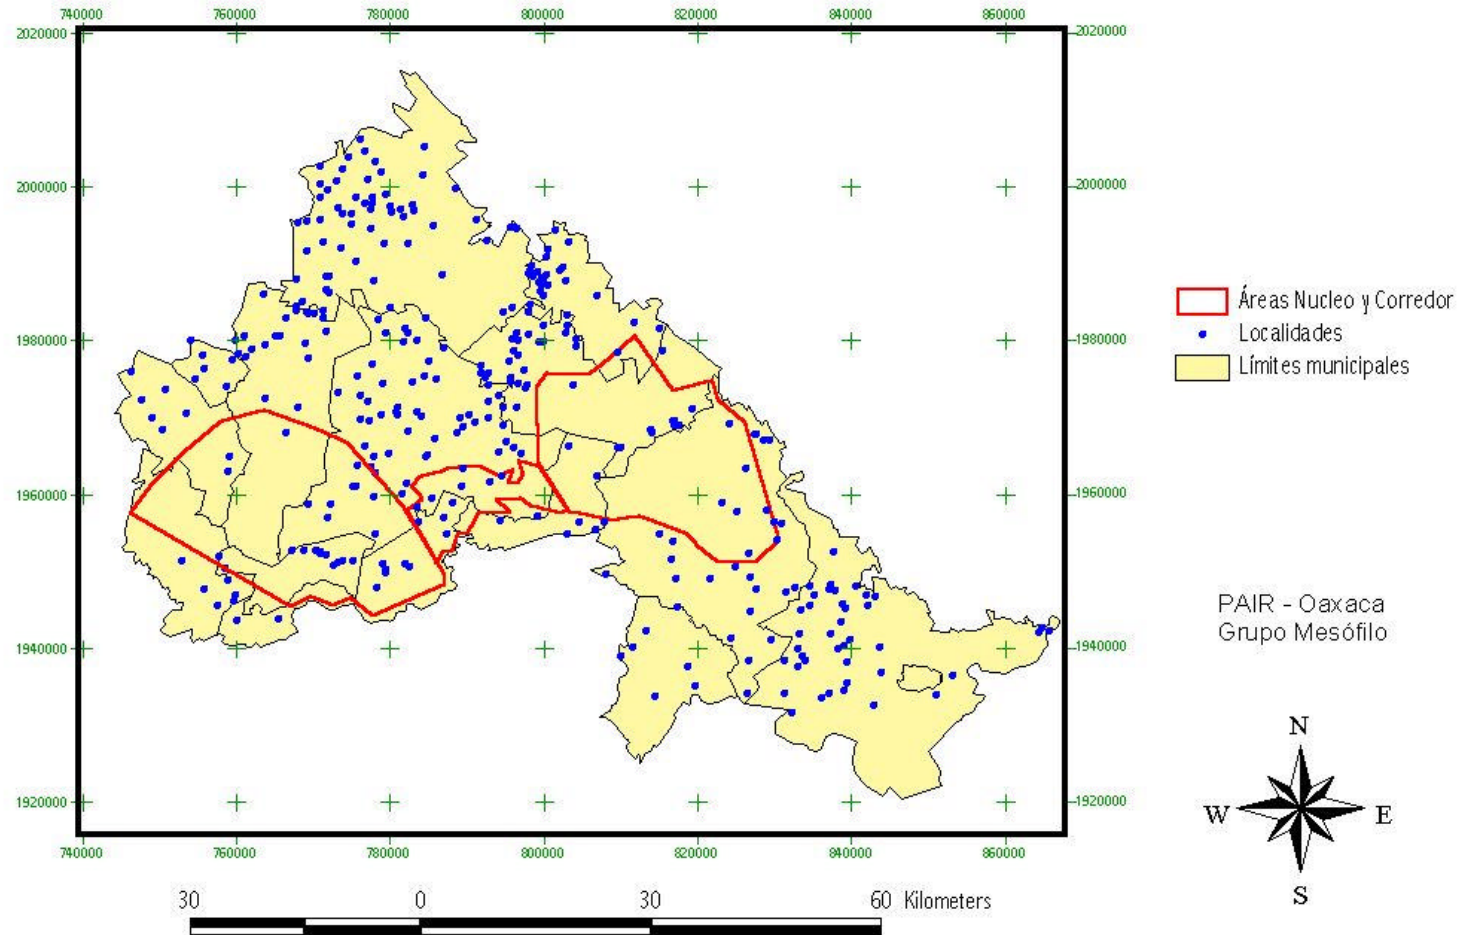 740000 760000 780000 800000 820000 840000 860000
2020000 2020000
2000000 2000000
1980000 1980000
1960000 1960000
1940000 1940000
1920000 1920000
740000 760000 780000 800000 820000 840000 860000
30 0 30 60 Kilometers
Áreas Nucleo y Corredor
Localidades
Límites municipales
PAIR - Oaxaca
Grupo Mesófilo
N
W E
S